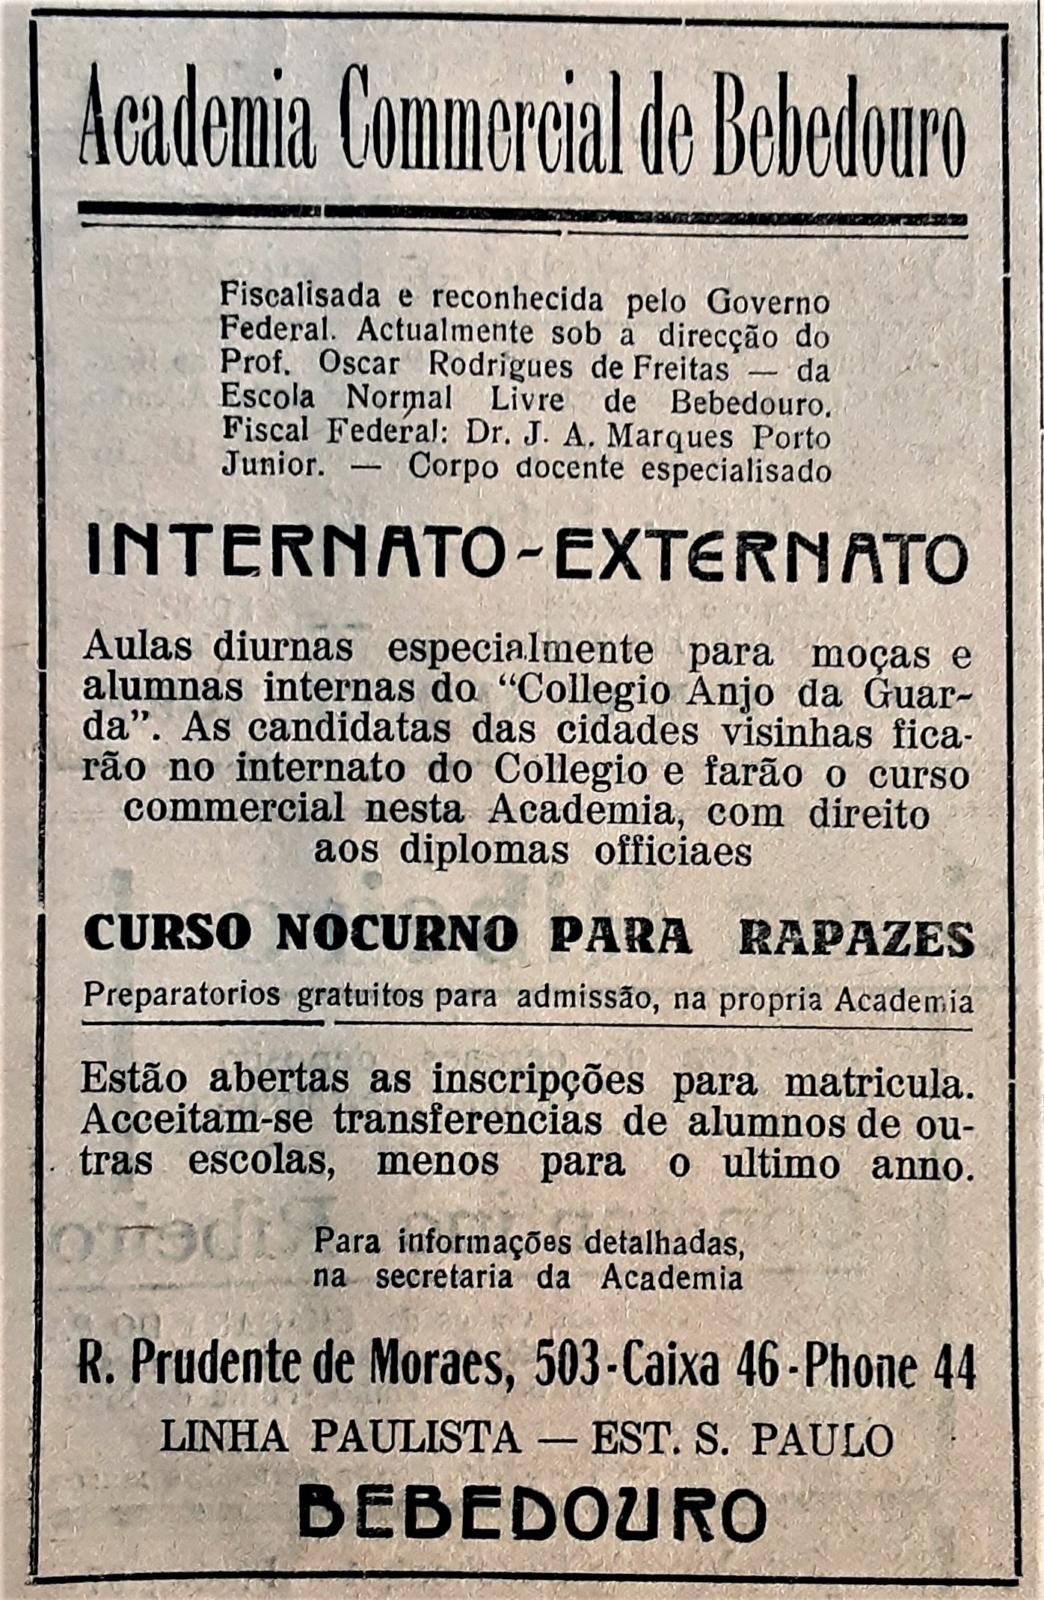 Academia Commercial de Bebedouro
Fiscalisada e reconhecida pelo Governo
Federal. Actualmente sob a direcção do
Prof. Oscar Rodrigues de Freitas — da
Escola Normal Livre de Bebedouro.
Fiscal Federal: Dr. J. A. Marques Porto
Junior. — Corpo docente especialisado
INTERNATO-EXTERNATO
Aulas diurnas especialmente para moças e
alumnas internas do “Collegio Anjo da Guar-
da”. As candidatas das cidades visinhas fica-
rão no internato do Collegio e farão o curso
commercial nesta Academia, com direito
aos diplomas officiaes
CURSO NOCURNO PARA RAPAZES
Preparatorios gratuitos para admissão, na propria Academia
Estão abertas as inscripções para matricula.
Acceitam-se transferencias de alumnos de ou-
tras escolas, menos para o ultimo anno.
Para informações detalhadas,
na secretaria da Academia
R. Prudente de Moraes, 503-Caixa 46-Phone 44
LINHA PAULISTA — EST. S. PAULO
BEBEDOURO